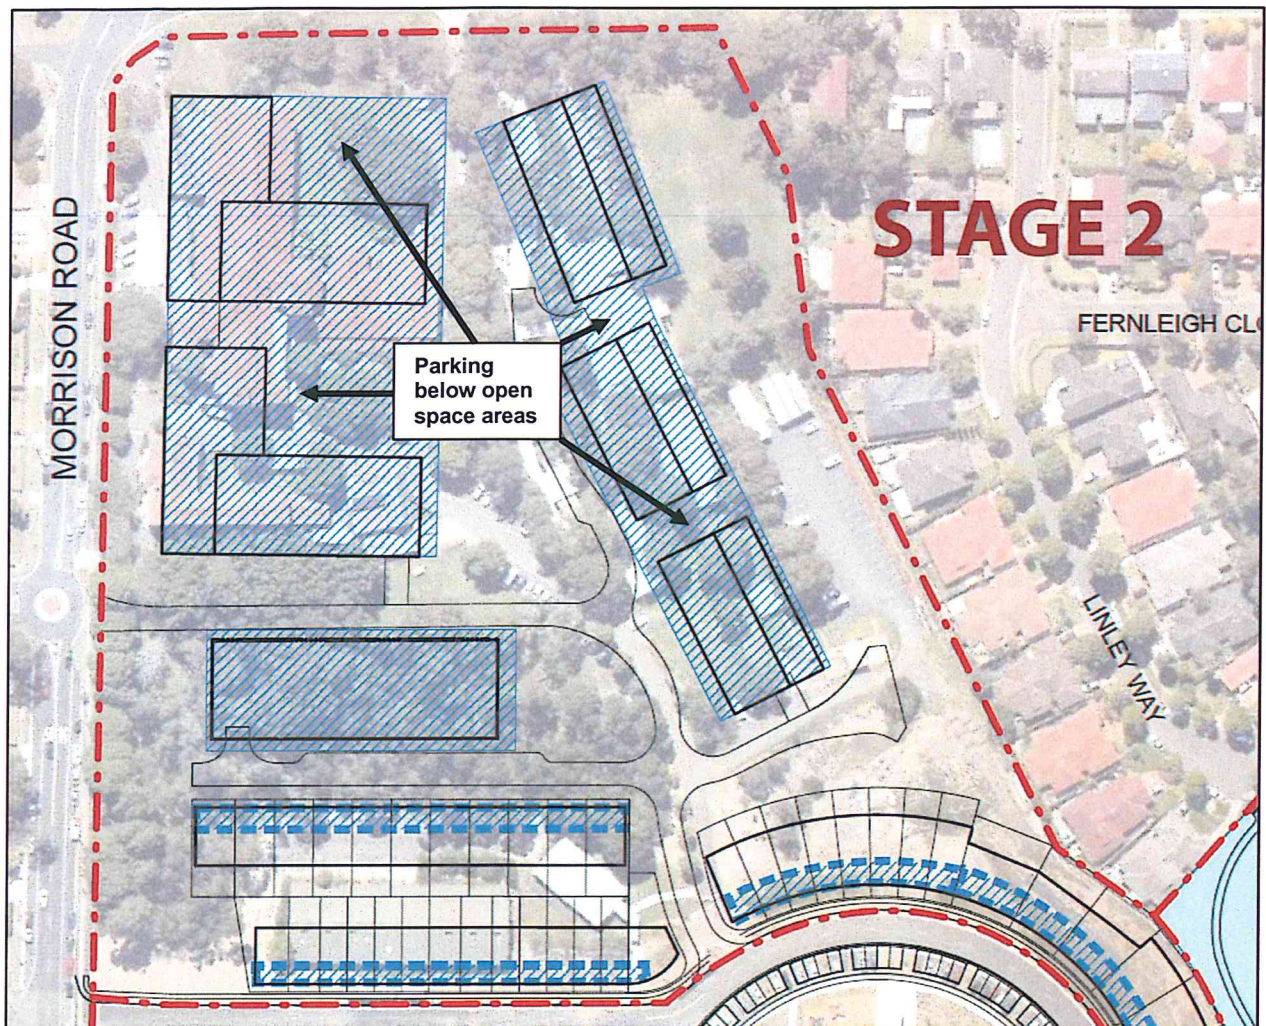 STAGE 2
MORRISON ROAD
FERNLEIGH CL
Parking
below open
space areas
LINLEY WAY